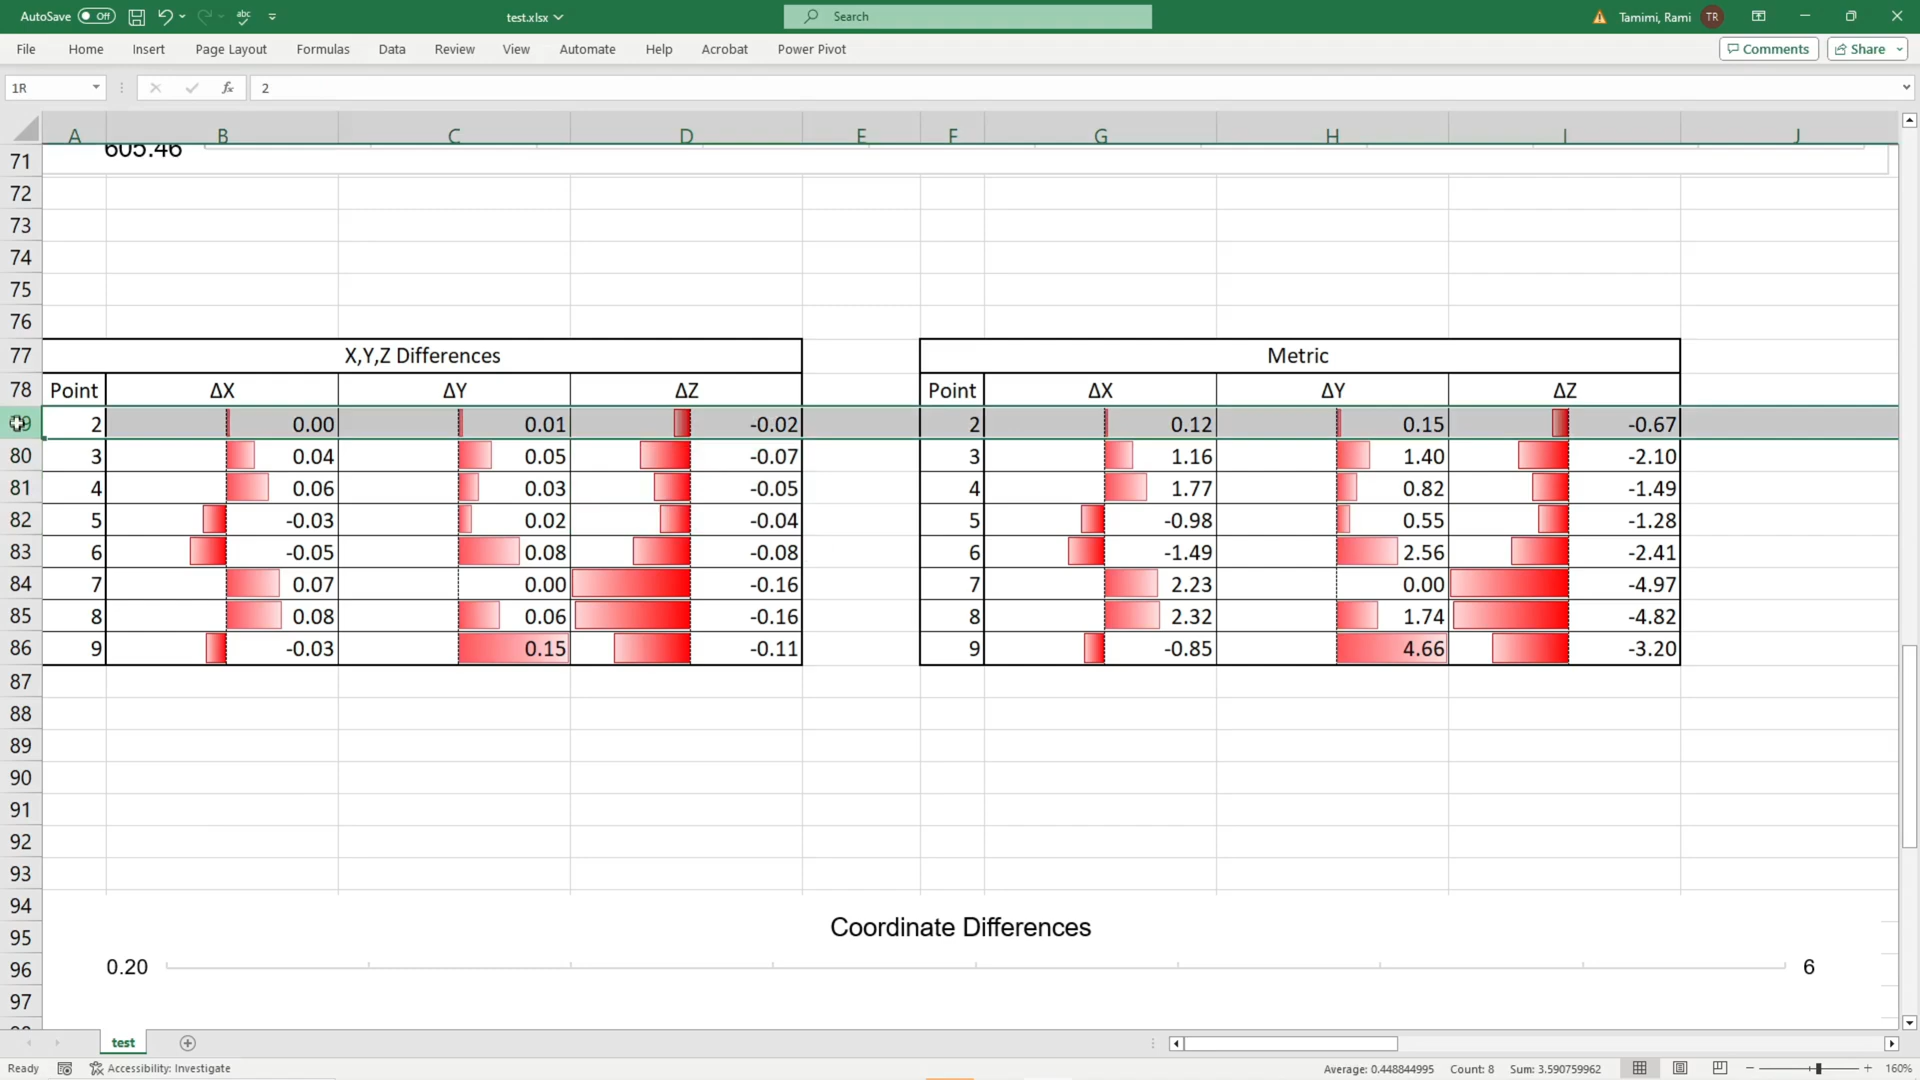 AutoSave Off abc test.xlsx Search Tamimi, Rami TR
File Home Insert Page Layout Formulas Data Review View Automate Help Acrobat Power Pivot Comments Share
1R fx 2
A B C D E F G H I J
71 605.46
72
73
74
75
76
77 X,Y,Z Differences Metric
78 Point ΔX ΔY ΔZ Point ΔX ΔY ΔZ
2 0.00 0.01 -0.02 2 0.12 0.15 -0.67
80 3 0.04 0.05 -0.07 3 1.16 1.40 -2.10
81 4 0.06 0.03 -0.05 4 1.77 0.82 -1.49
82 5 -0.03 0.02 -0.04 5 -0.98 0.55 -1.28
83 6 -0.05 0.08 -0.08 6 -1.49 2.56 -2.41
84 7 0.07 0.00 -0.16 7 2.23 0.00 -4.97
85 8 0.08 0.06 -0.16 8 2.32 1.74 -4.82
86 9 -0.03 0.15 -0.11 9 -0.85 4.66 -3.20
87
88
89
90
91
92
93
94
Coordinate Differences
95
96 0.20 6
97
test
Ready Accessibility: Investigate Average: 0.448844995 Count: 8 Sum: 3.590759962 160%